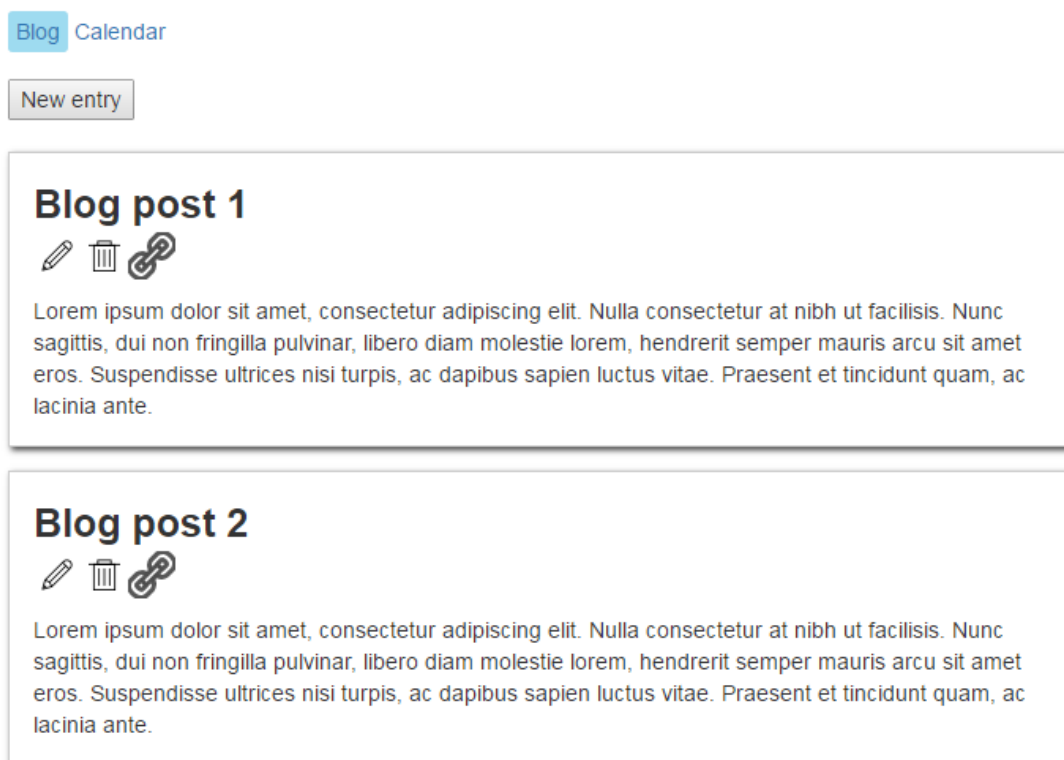 Blog Calendar
New entry
Blog post 1
Lorem ipsum dolor sit amet, consectetur adipiscing elit. Nulla consectetur at nibh ut facilisis. Nunc
sagittis, dui non fringilla pulvinar, libero diam molestie lorem, hendrerit semper mauris arcu sit amet
eros. Suspendisse ultrices nisi turpis, ac dapibus sapien luctus vitae. Praesent et tincidunt quam, ac
lacinia ante.
Blog post 2
Lorem ipsum dolor sit amet, consectetur adipiscing elit. Nulla consectetur at nibh ut facilisis. Nunc
sagittis, dui non fringilla pulvinar, libero diam molestie lorem, hendrerit semper mauris arcu sit amet
eros. Suspendisse ultrices nisi turpis, ac dapibus sapien luctus vitae. Praesent et tincidunt quam, ac
lacinia ante.